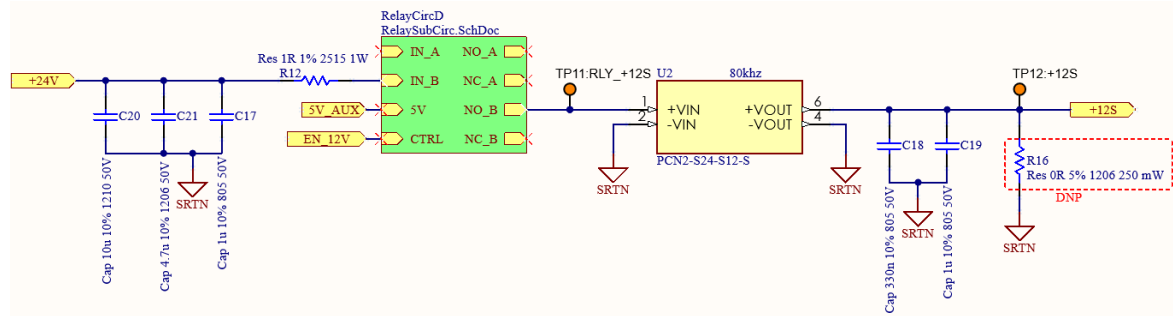 RelayCircD
RelaySubCirc.SchDoc
+24V
Res 1R 1% 2515 1W
R12
IN_A
NO_A
IN_B
NC_A
5V_AUX
5V
NO_B
EN_12V
CTRL
NC_B
C20
C21
C17
Cap 10u 10% 1210 50V
Cap 4.7u 10% 1206 50V
Cap 1u 10% 805 50V
SRTN
TP11:RLY_+12S
U2
80khz
1
+VIN
2
-VIN
+VOUT
6
-VOUT
4
PCN2-S24-S12-S
SRTN
SRTN
C18
C19
Cap 330n 10% 805 50V
Cap 1u 10% 805 50V
SRTN
TP12:+12S
+12S
R16
Res 0R 5% 1206 250 mW
DNP
SRTN